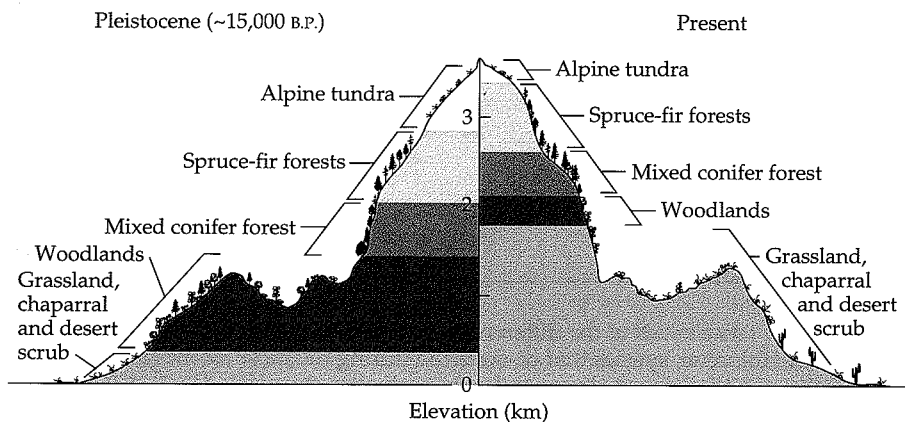 Pleistocene (~15,000 B.P.)
Present
Alpine tundra
Spruce-fir forests
Mixed conifer forest
Woodlands
Grassland,
chaparral
and desert
scrub
Alpine tundra
Spruce-fir forests
Mixed conifer forest
Woodlands
Grassland,
chaparral
and desert
scrub
3
2
0
Elevation (km)